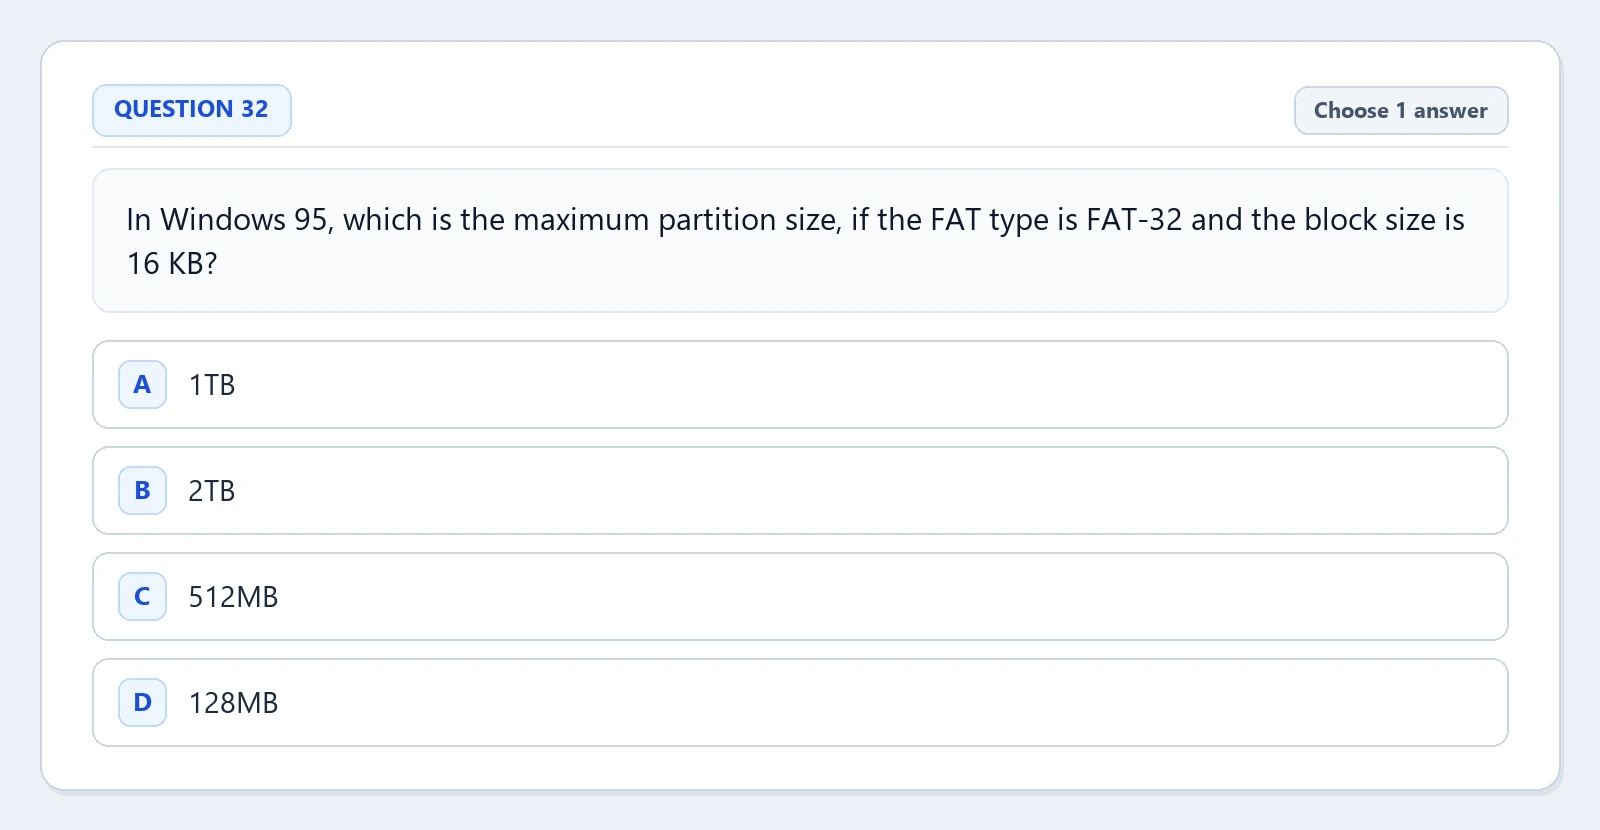 QUESTION 32
Choose 1 answer
In Windows 95, which is the maximum partition size, if the FAT type is FAT-32 and the block size is
16 KB?
A 1TB
B 2TB
C 512MB
D 128MB